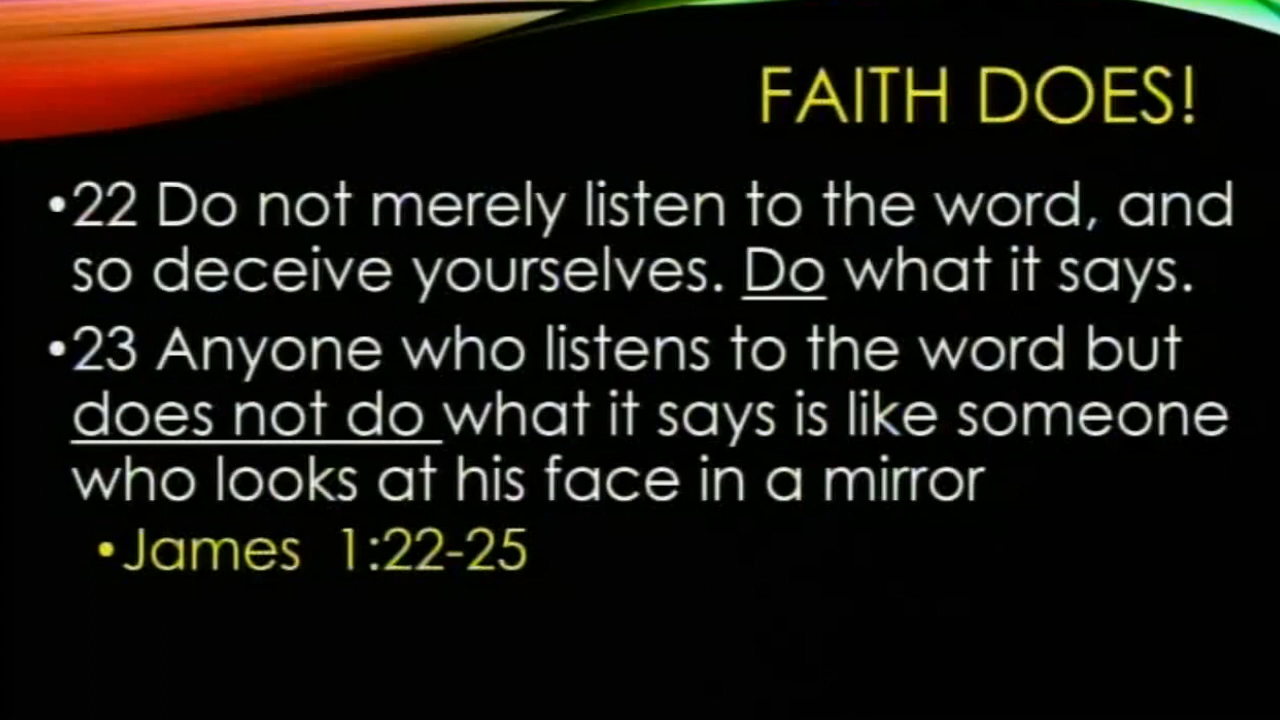 FAITH DOES!
•22 Do not merely listen to the word, and
so deceive yourselves. Do what it says.
•23 Anyone who listens to the word but
does not do what it says is like someone
who looks at his face in a mirror
•James 1:22-25